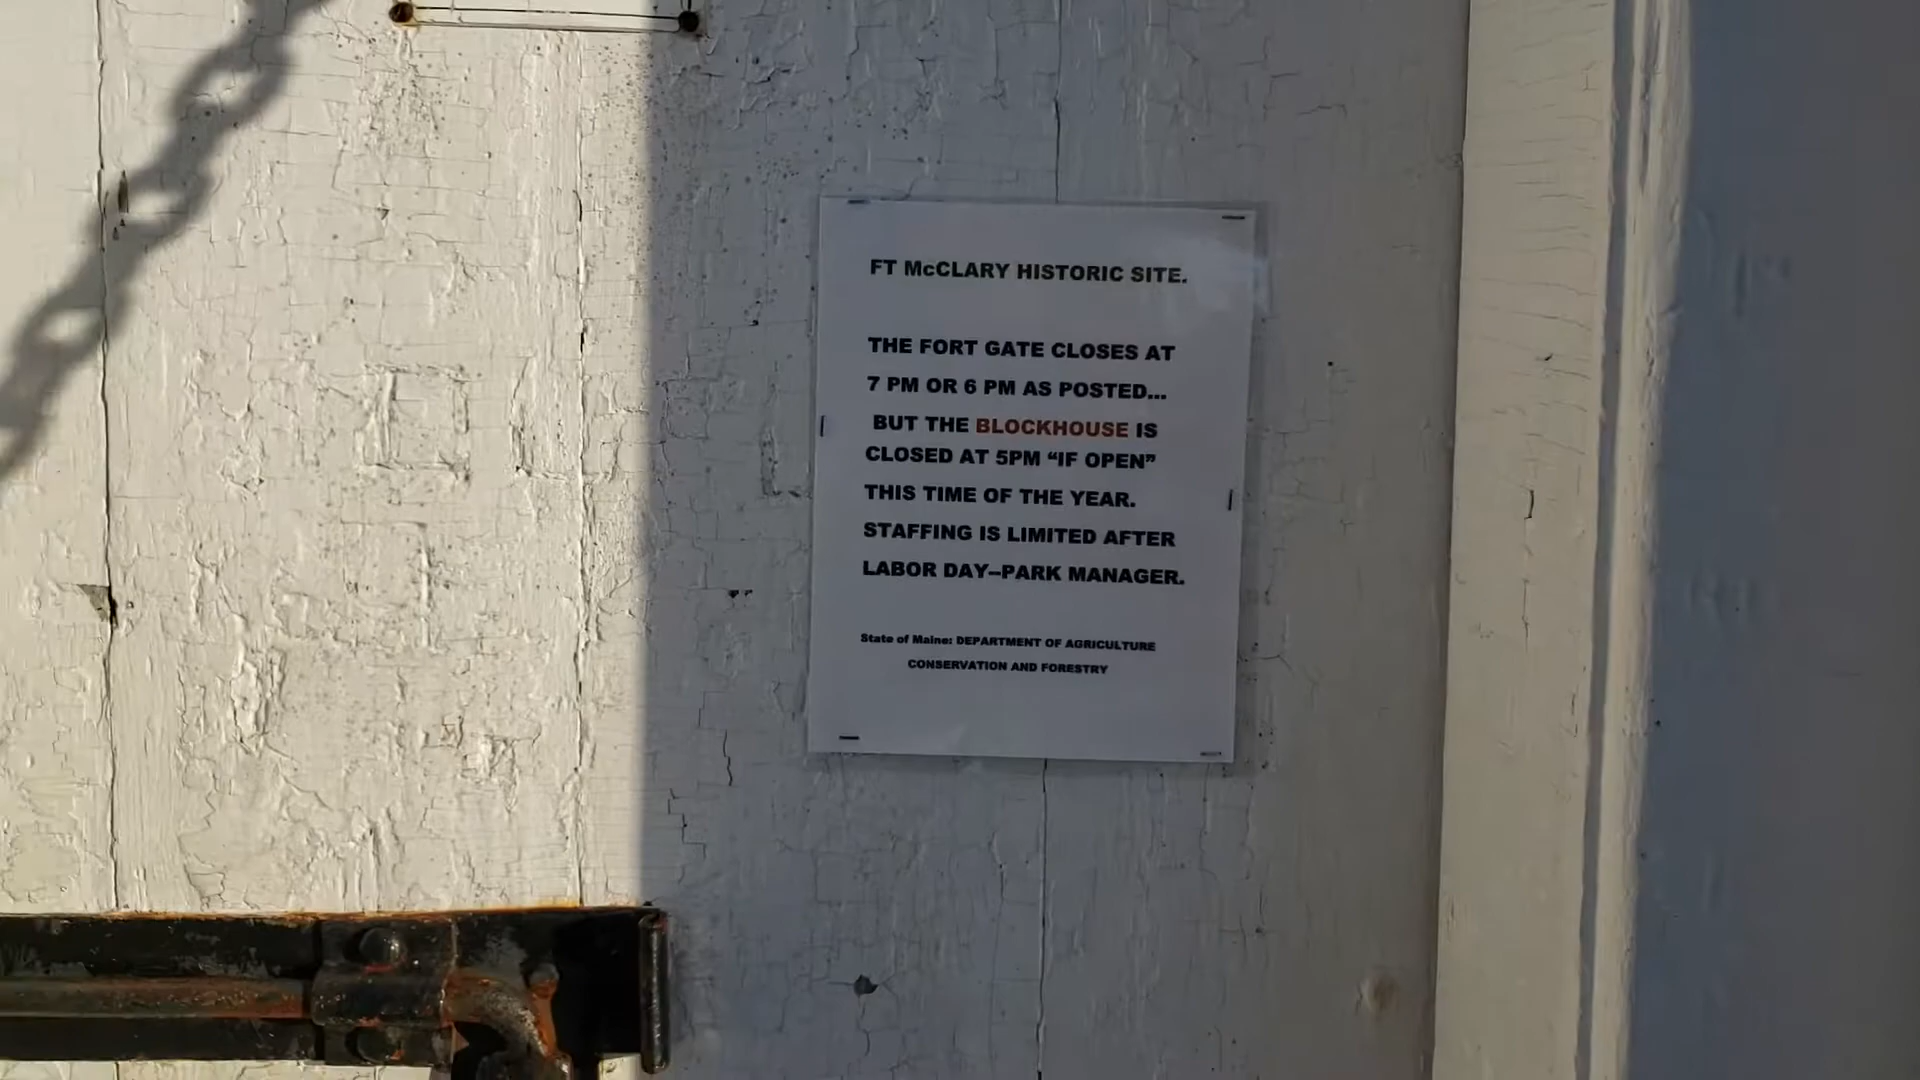 FT McCLARY HISTORIC SITE.
THE FORT GATE CLOSES AT
7 PM OR 6 PM AS POSTED...
BUT THE BLOCKHOUSE IS
CLOSED AT 5PM “IF OPEN”
THIS TIME OF THE YEAR.
STAFFING IS LIMITED AFTER
LABOR DAY–PARK MANAGER.
State of Maine: DEPARTMENT OF AGRICULTURE
CONSERVATION AND FORESTRY